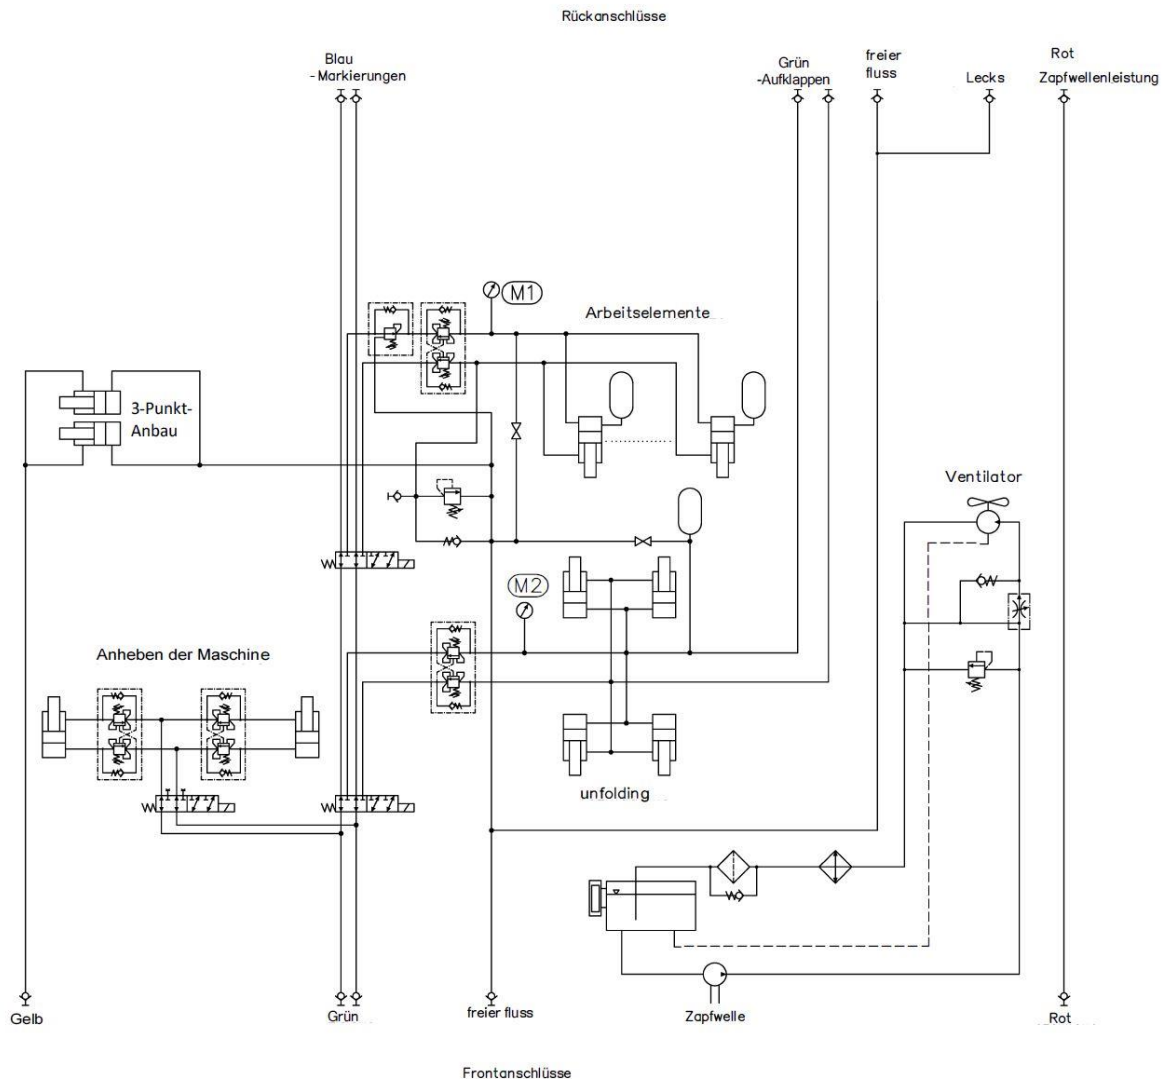 Rückanschlüsse
Blau
- Markierungen
Grün
-Aufklappen
freier
fluss
Lecks
Rot
Zapfwellenleistung
M1
Arbeitselemente
3-Punkt-
Anbau
Ventilator
M2
Anheben der Maschine
unfolding
Gelb
Grün
freier fluss
Zapfwelle
Rot
Frontanschlüsse